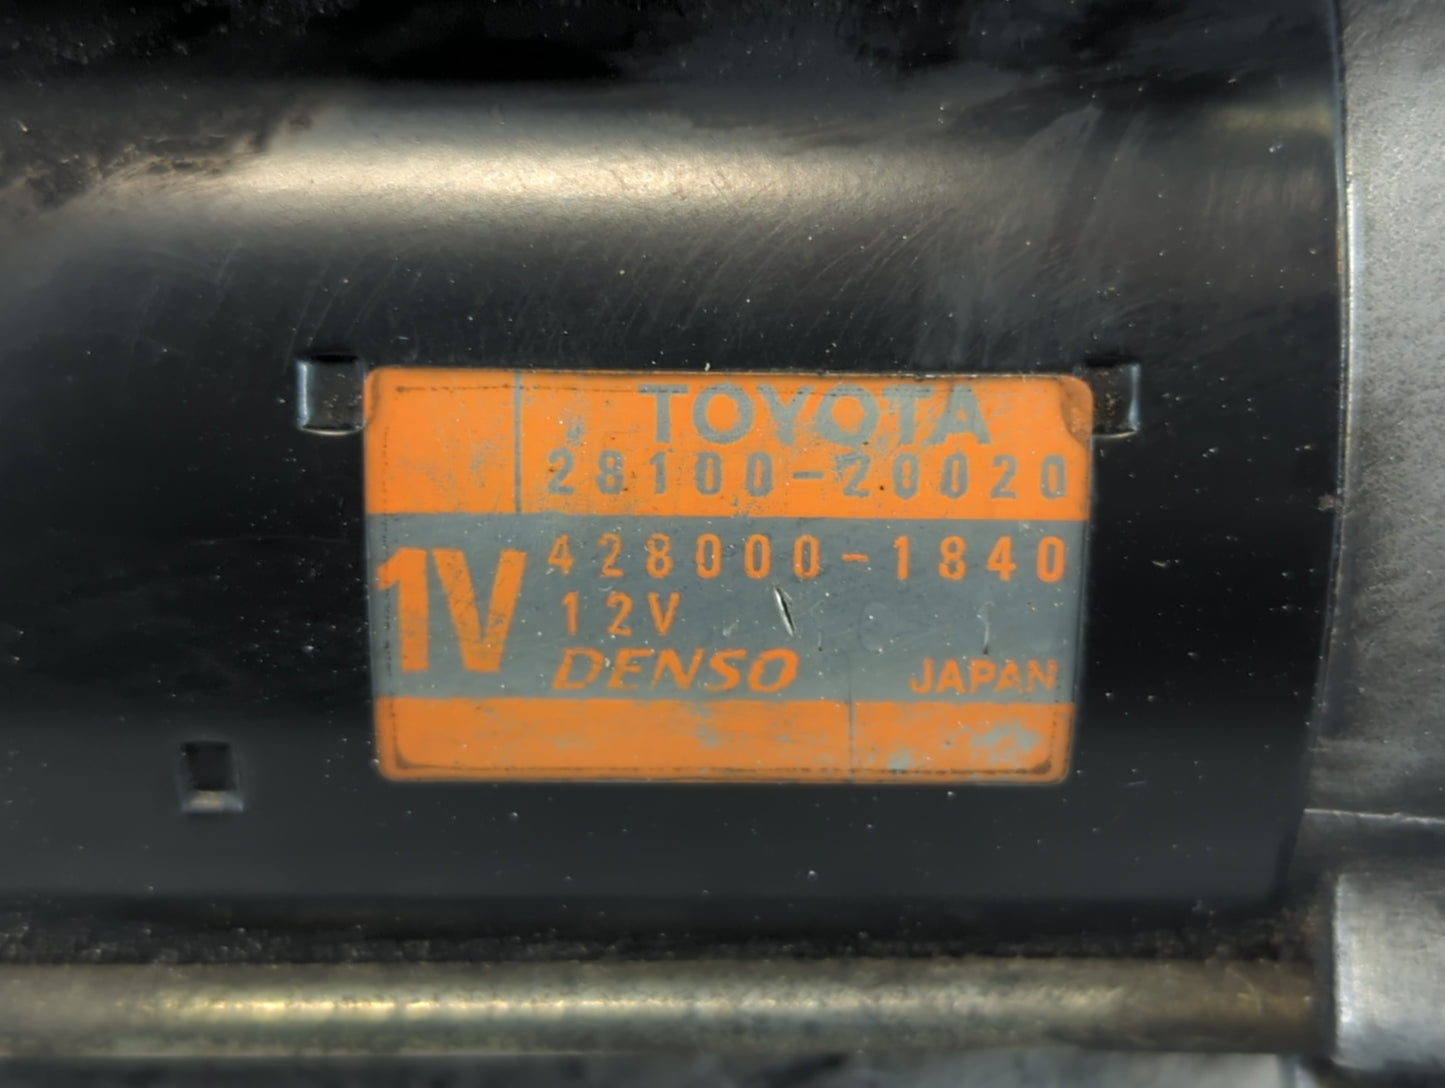 TOYOTA
28100-20020
1V
428000-1840
12V
DENSO JAPAN